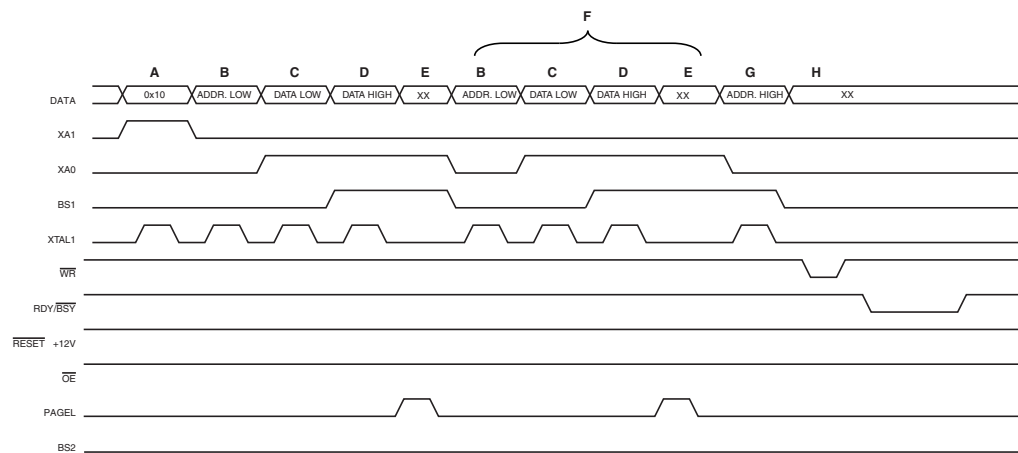 F
A B C D E B C D E G H
DATA 0x10 ADDR. LOW DATA LOW DATA HIGH XX ADDR. LOW DATA LOW DATA HIGH XX ADDR. HIGH XX
XA1
XA0
BS1
XTAL1
WR
RDY/BSY
RESET +12V
OE
PAGEL
BS2